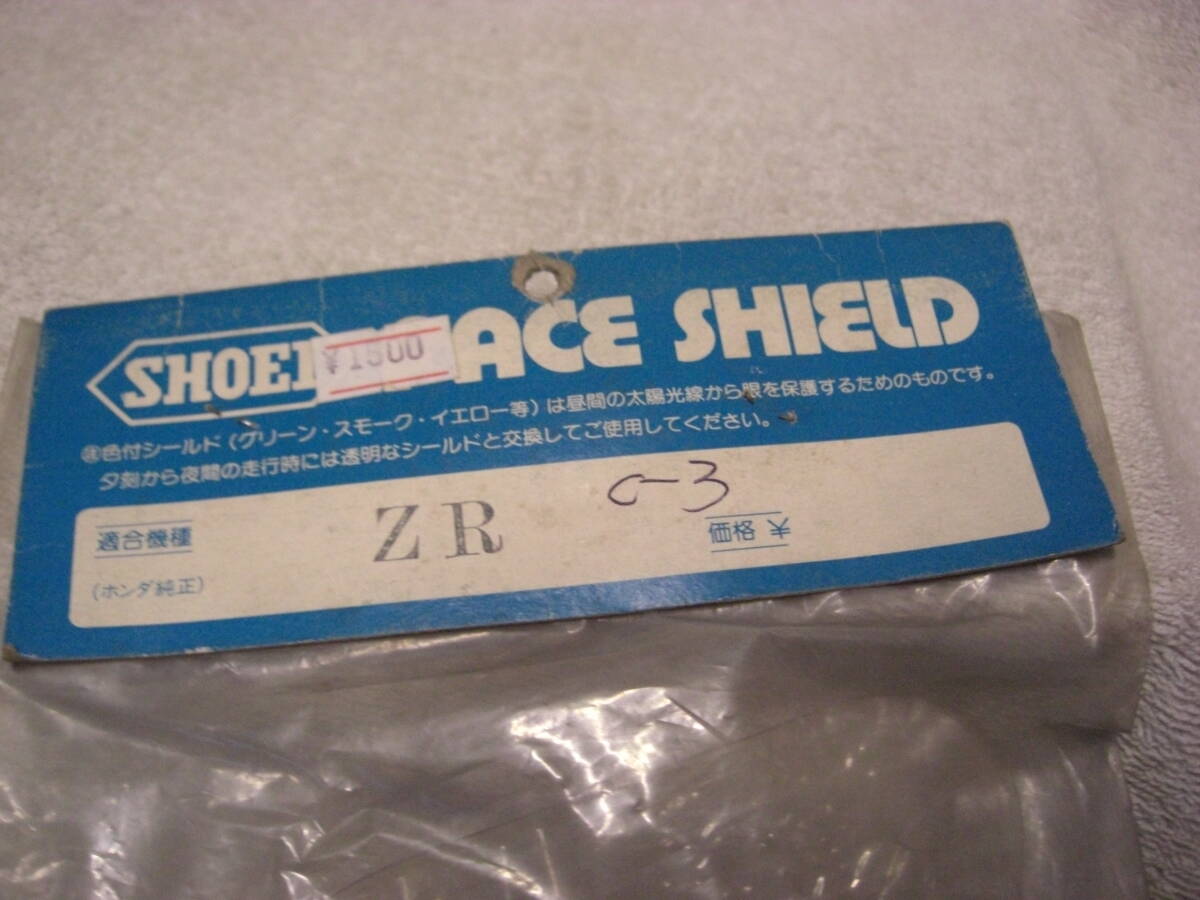 SHOEI ACE SHIELD
¥1500
㊟色付シールド(グリーン・スモーク・イエロー等)は昼間の太陽光線から眼を保護するためのものです。
夕刻から夜間の走行時には透明なシールドと交換してご使用してください。
適合機種 ZR C-3 価格 ¥
(ホンダ純正)